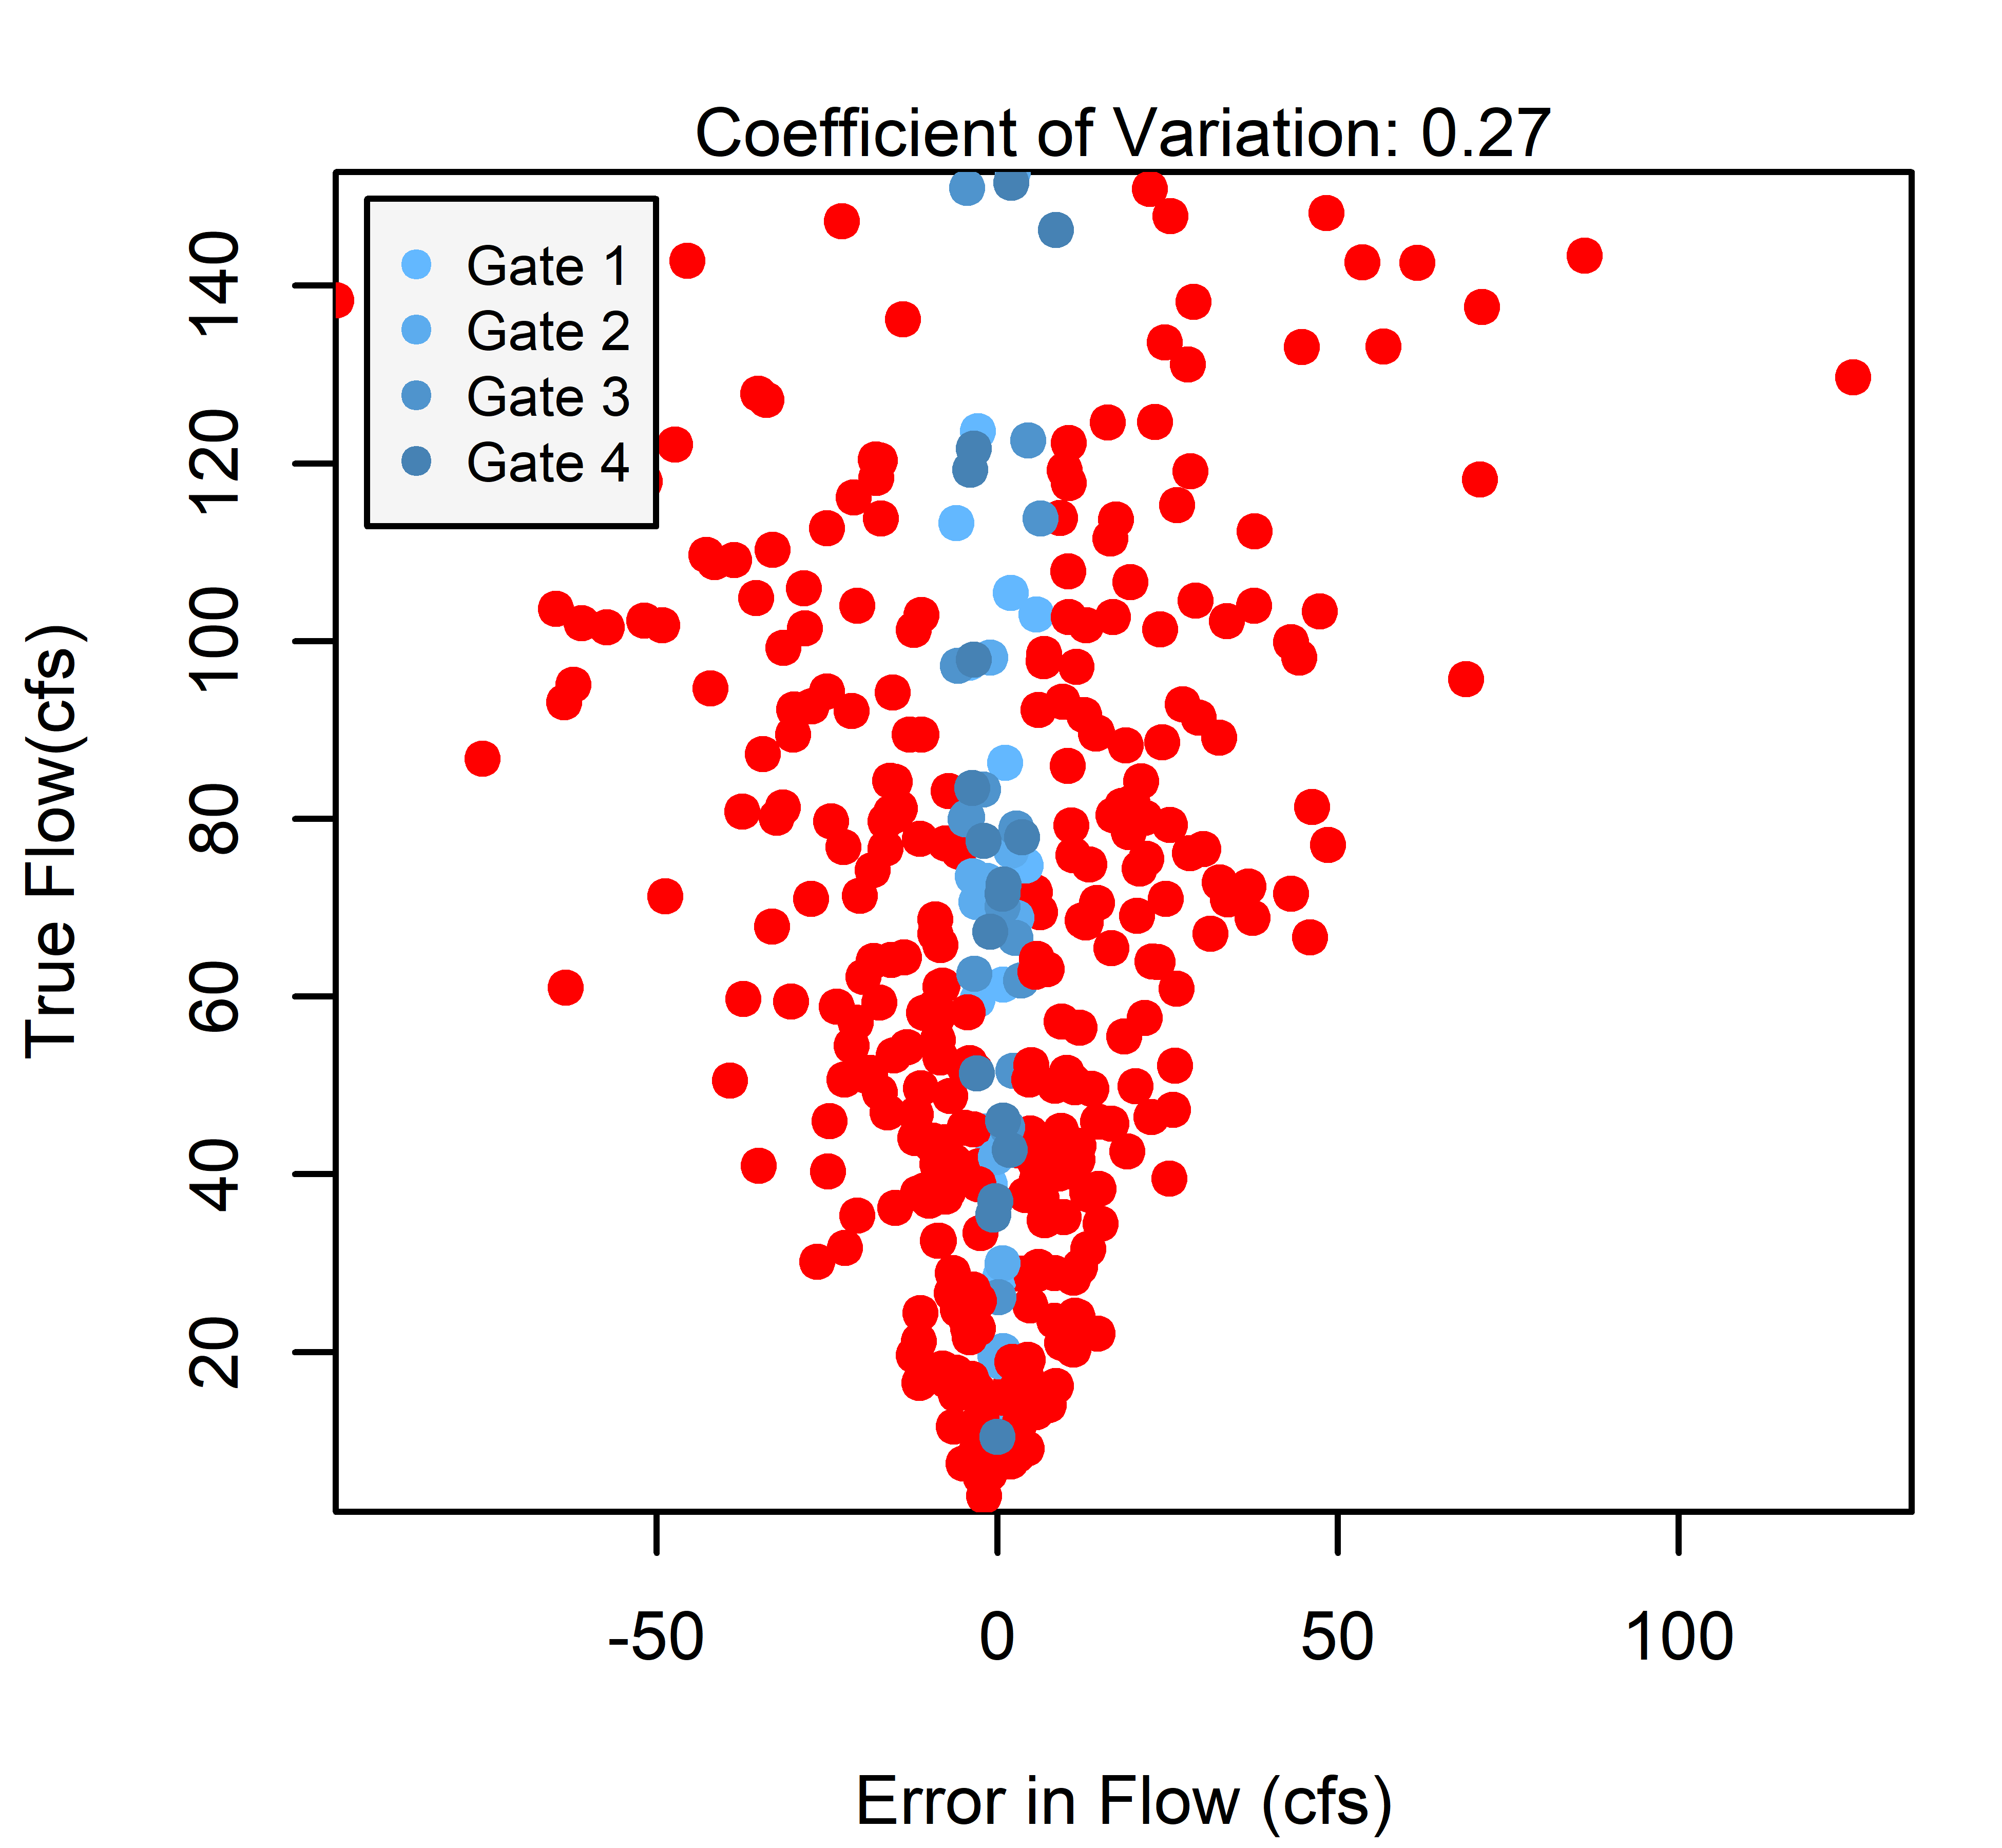 Coefficient of Variation: 0.27
Gate 1
Gate 2
Gate 3
Gate 4
True Flow(cfs)
140
120
100
80
60
40
20
-50 0 50 100
Error in Flow (cfs)